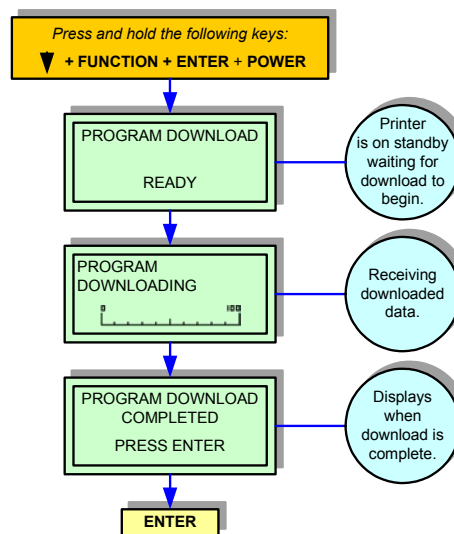 Press and hold the following keys:
▼ + FUNCTION + ENTER + POWER
PROGRAM DOWNLOAD
READY
Printer
is on standby
waiting for
download to
begin.
PROGRAM
DOWNLOADING
0 100
Receiving
downloaded
data.
PROGRAM DOWNLOAD
COMPLETED
PRESS ENTER
Displays
when
download is
complete.
ENTER